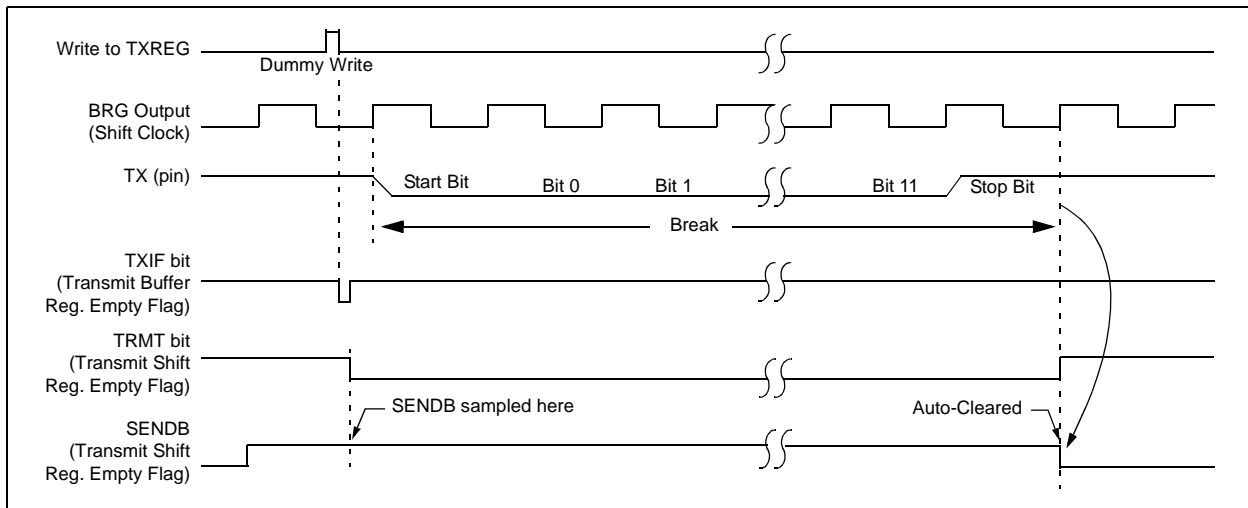 Write to TXREG
Dummy Write
BRG Output
(Shift Clock)
TX (pin)
Start Bit
Bit 0
Bit 1
Bit 11
Stop Bit
Break
TXIF bit
(Transmit Buffer
Reg. Empty Flag)
TRMT bit
(Transmit Shift
Reg. Empty Flag)
SENDB sampled here
Auto-Cleared
SENDB
(Transmit Shift
Reg. Empty Flag)